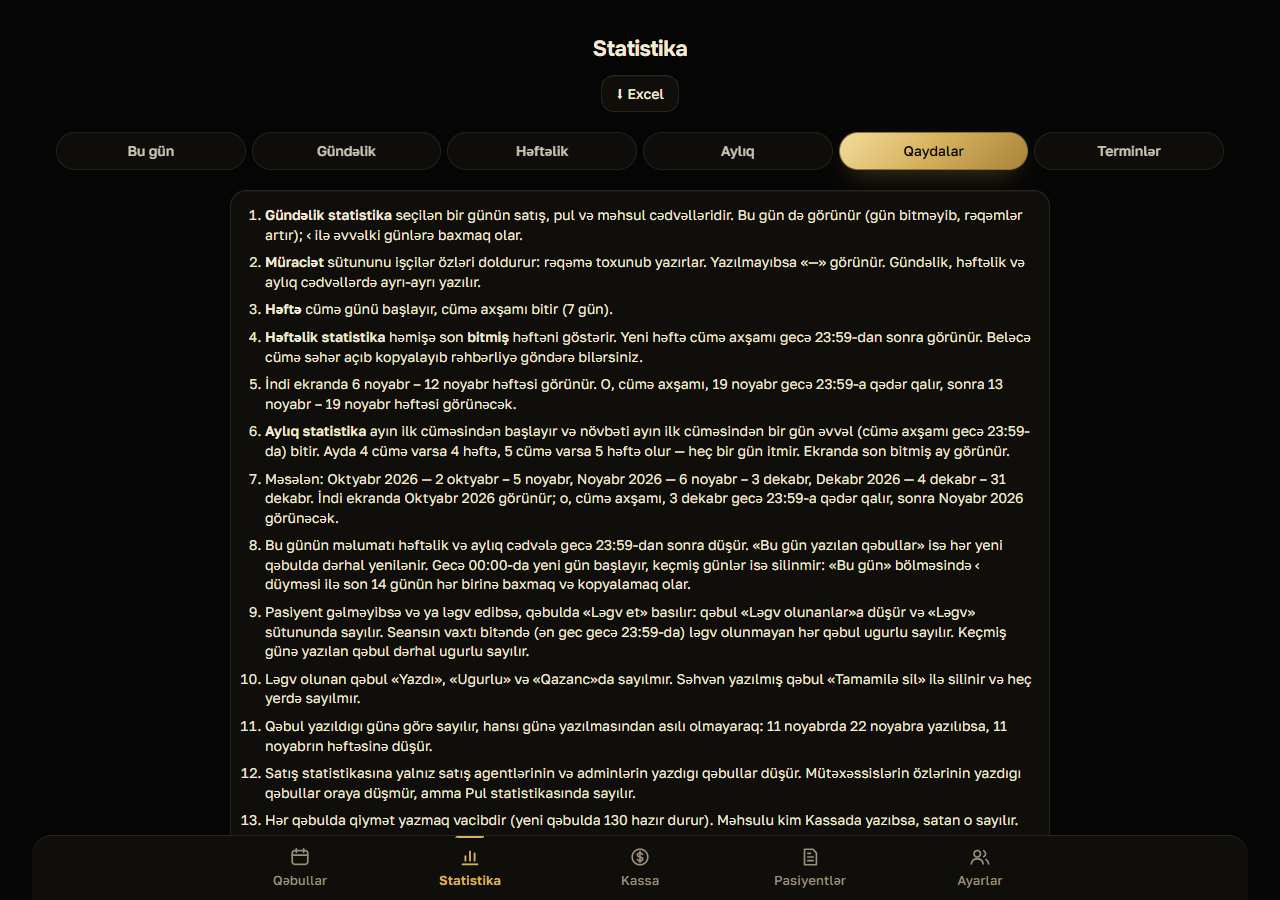 Statistika
⬇ Excel
Bu gün
Gündəlik
Həftəlik
Aylıq
Qaydalar
Terminlər
1. Gündəlik statistika seçilən bir günün satış, pul və məhsul cədvəlləridir. Bu gün də görünür (gün bitməyib, rəqəmlər
artır); ‹ ilə əvvəlki günlərə baxmaq olar.
2. Müraciət sütununu işçilər özləri doldurur: rəqəmə toxunub yazırlar. Yazılmayıbsa «—» görünür. Gündəlik, həftəlik və
aylıq cədvəllərdə ayrı-ayrı yazılır.
3. Həftə cümə günü başlayır, cümə axşamı bitir (7 gün).
4. Həftəlik statistika həmişə son bitmiş həftəni göstərir. Yeni həftə cümə axşamı gecə 23:59-dan sonra görünür. Beləcə
cümə səhər açıb kopyalayıb rəhbərliyə göndərə bilərsiniz.
5. İndi ekranda 6 noyabr – 12 noyabr həftəsi görünür. O, cümə axşamı, 19 noyabr gecə 23:59-a qədər qalır, sonra 13
noyabr – 19 noyabr həftəsi görünəcək.
6. Aylıq statistika ayın ilk cüməsindən başlayır və növbəti ayın ilk cüməsindən bir gün əvvəl (cümə axşamı gecə 23:59-
da) bitir. Ayda 4 cümə varsa 4 həftə, 5 cümə varsa 5 həftə olur — heç bir gün itmir. Ekranda son bitmiş ay görünür.
7. Məsələn: Oktyabr 2026 — 2 oktyabr – 5 noyabr, Noyabr 2026 — 6 noyabr – 3 dekabr, Dekabr 2026 — 4 dekabr – 31
dekabr. İndi ekranda Oktyabr 2026 görünür; o, cümə axşamı, 3 dekabr gecə 23:59-a qədər qalır, sonra Noyabr 2026
görünəcək.
8. Bu günün məlumatı həftəlik və aylıq cədvələ gecə 23:59-dan sonra düşür. «Bu gün yazılan qəbullar» isə hər yeni
qəbulda dərhal yenilənir. Gecə 00:00-da yeni gün başlayır, keçmiş günlər isə silinmir: «Bu gün» bölməsində ‹
düyməsi ilə son 14 günün hər birinə baxmaq və kopyalamaq olar.
9. Pasiyent gəlməyibsə və ya ləğv edibsə, qəbulda «Ləğv et» basılır: qəbul «Ləğv olunanlar»a düşür və «Ləğv»
sütununda sayılır. Seansın vaxtı bitəndə (ən gec gecə 23:59-da) ləğv olunmayan hər qəbul uğurlu sayılır. Keçmiş
günə yazılan qəbul dərhal uğurlu sayılır.
10. Ləğv olunan qəbul «Yazdı», «Uğurlu» və «Qazanc»da sayılmır. Səhvən yazılmış qəbul «Tamamilə sil» ilə silinir və heç
yerdə sayılmır.
11. Qəbul yazıldığı günə görə sayılır, hansı günə yazılmasından asılı olmayaraq: 11 noyabrda 22 noyabra yazılıbsa, 11
noyabrın həftəsinə düşür.
12. Satış statistikasına yalnız satış agentlərinin və adminlərin yazdığı qəbullar düşür. Mütəxəssislərin özlərinin yazdığı
qəbullar oraya düşmür, amma Pul statistikasında sayılır.
13. Hər qəbulda qiymət yazmaq vacibdir (yeni qəbulda 130 hazır durur). Məhsulu kim Kassada yazıbsa, satan o sayılır.
Qəbullar
Statistika
Kassa
Pasiyentlər
Ayarlar